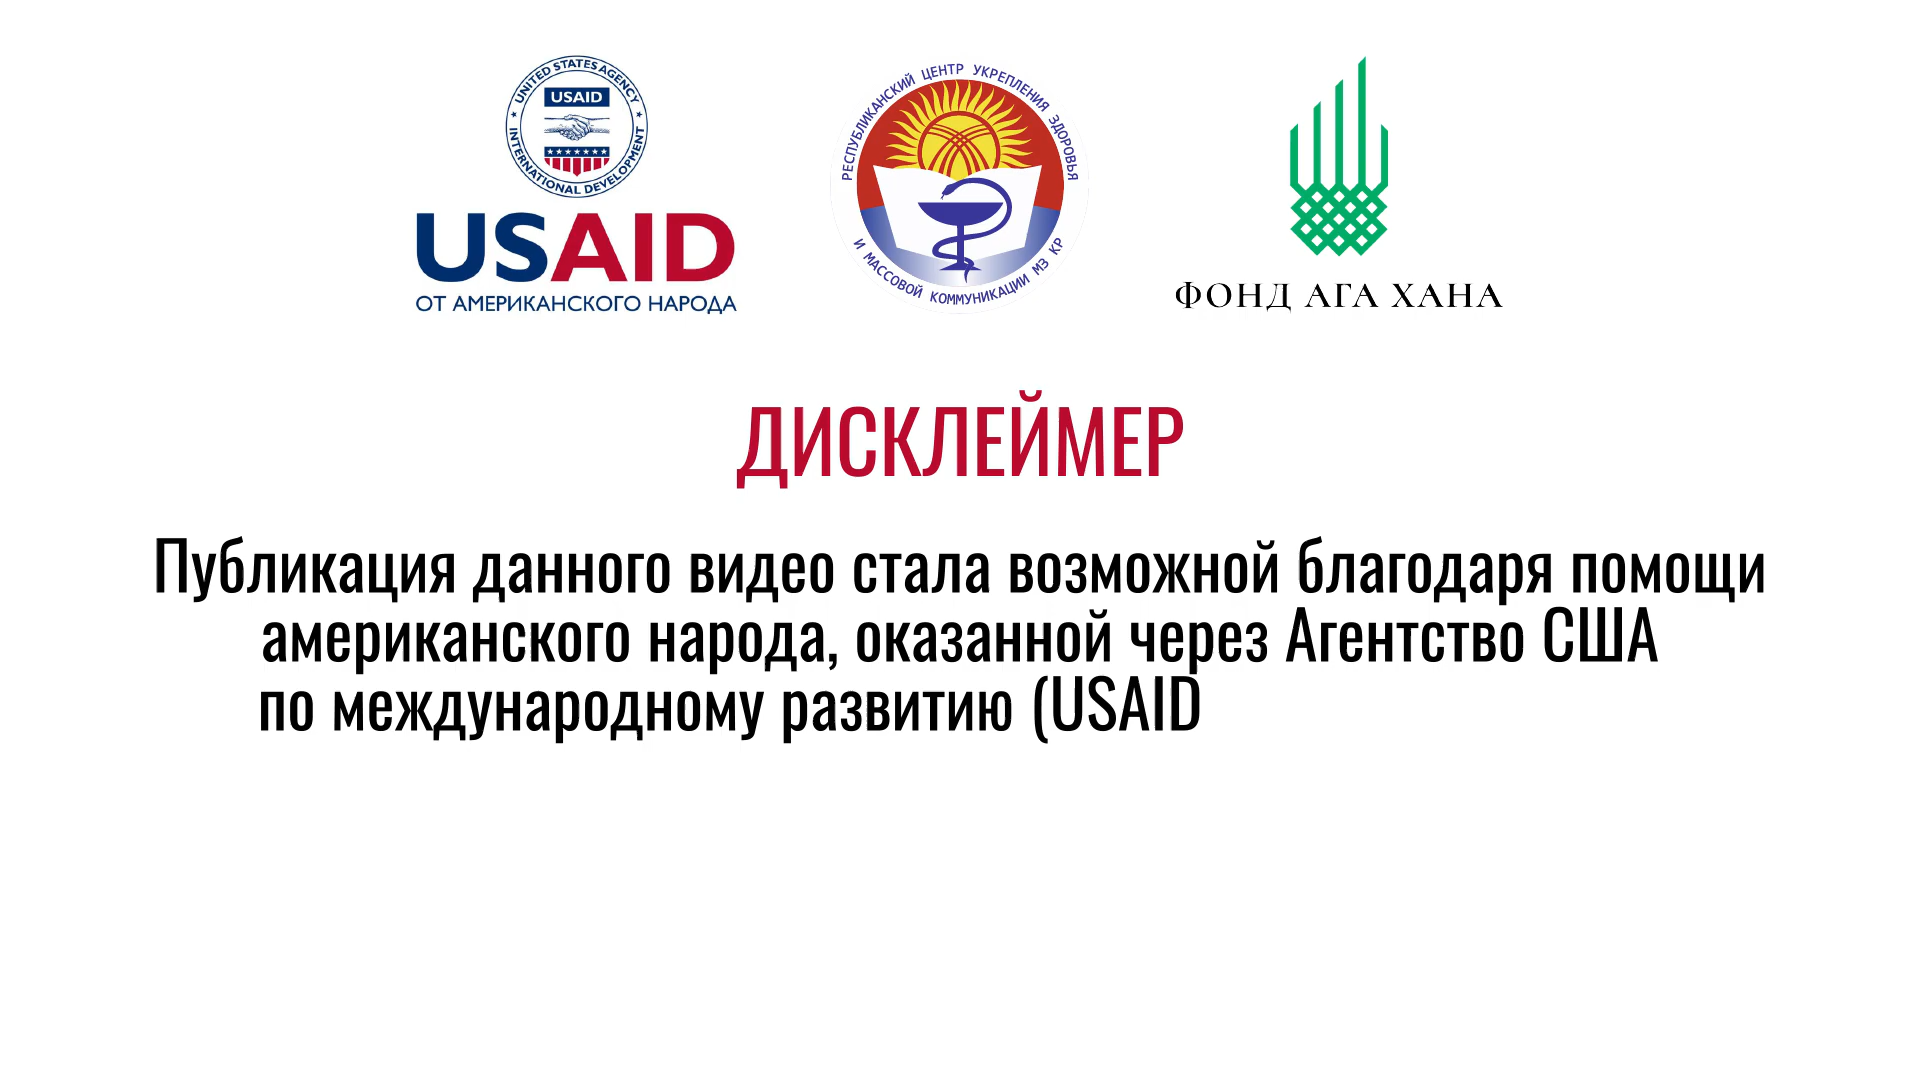 UNITED STATES AGENCY
USAID
INTERNATIONAL DEVELOPMENT
USAID
ОТ АМЕРИКАНСКОГО НАРОДА
РЕСПУБЛИКАНСКИЙ ЦЕНТР УКРЕПЛЕНИЯ ЗДОРОВЬЯ
И МАССОВОЙ КОММУНИКАЦИИ МЗ КР
ФОНД АГА ХАНА
ДИСКЛЕЙМЕР
Публикация данного видео стала возможной благодаря помощи
американского народа, оказанной через Агентство США
по международному развитию (USAID